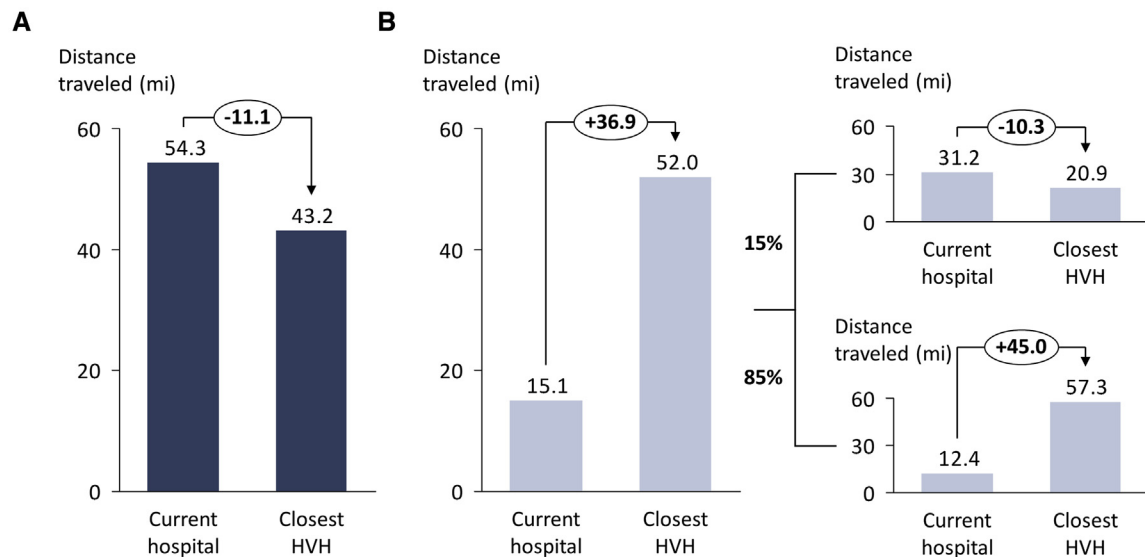 A
Distance
traveled (mi)
-11.1
60
54.3
43.2
40
20
0
Current
hospital
Closest
HVH
B
Distance
traveled (mi)
+36.9
60
52.0
40
20
15.1
0
Current
hospital
Closest
HVH
15%
85%
Distance
traveled (mi)
-10.3
60
31.2
20.9
30
0
Current
hospital
Closest
HVH
Distance
traveled (mi)
+45.0
60
57.3
30
12.4
0
Current
hospital
Closest
HVH